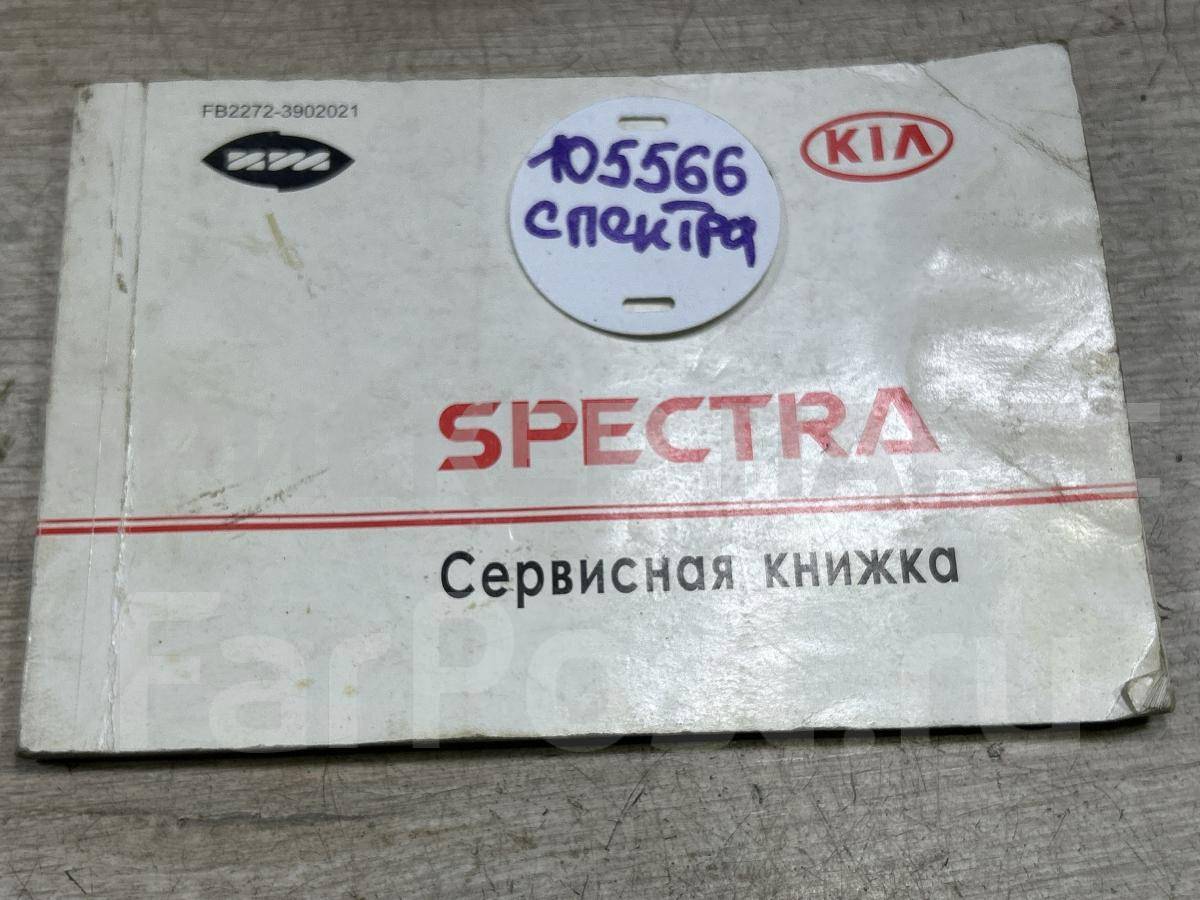 FB2272-3902021
KIA
105566
спектра
SPECTRA
Сервисная книжка
FarPost.ru